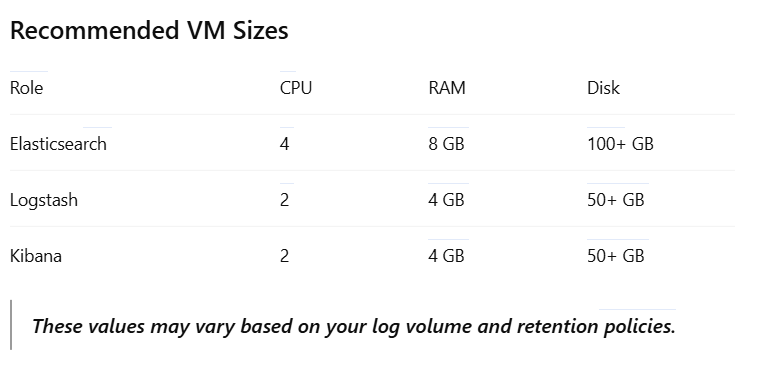 Recommended VM Sizes
Role CPU RAM Disk
Elasticsearch 4 8 GB 100+ GB
Logstash 2 4 GB 50+ GB
Kibana 2 4 GB 50+ GB
These values may vary based on your log volume and retention policies.